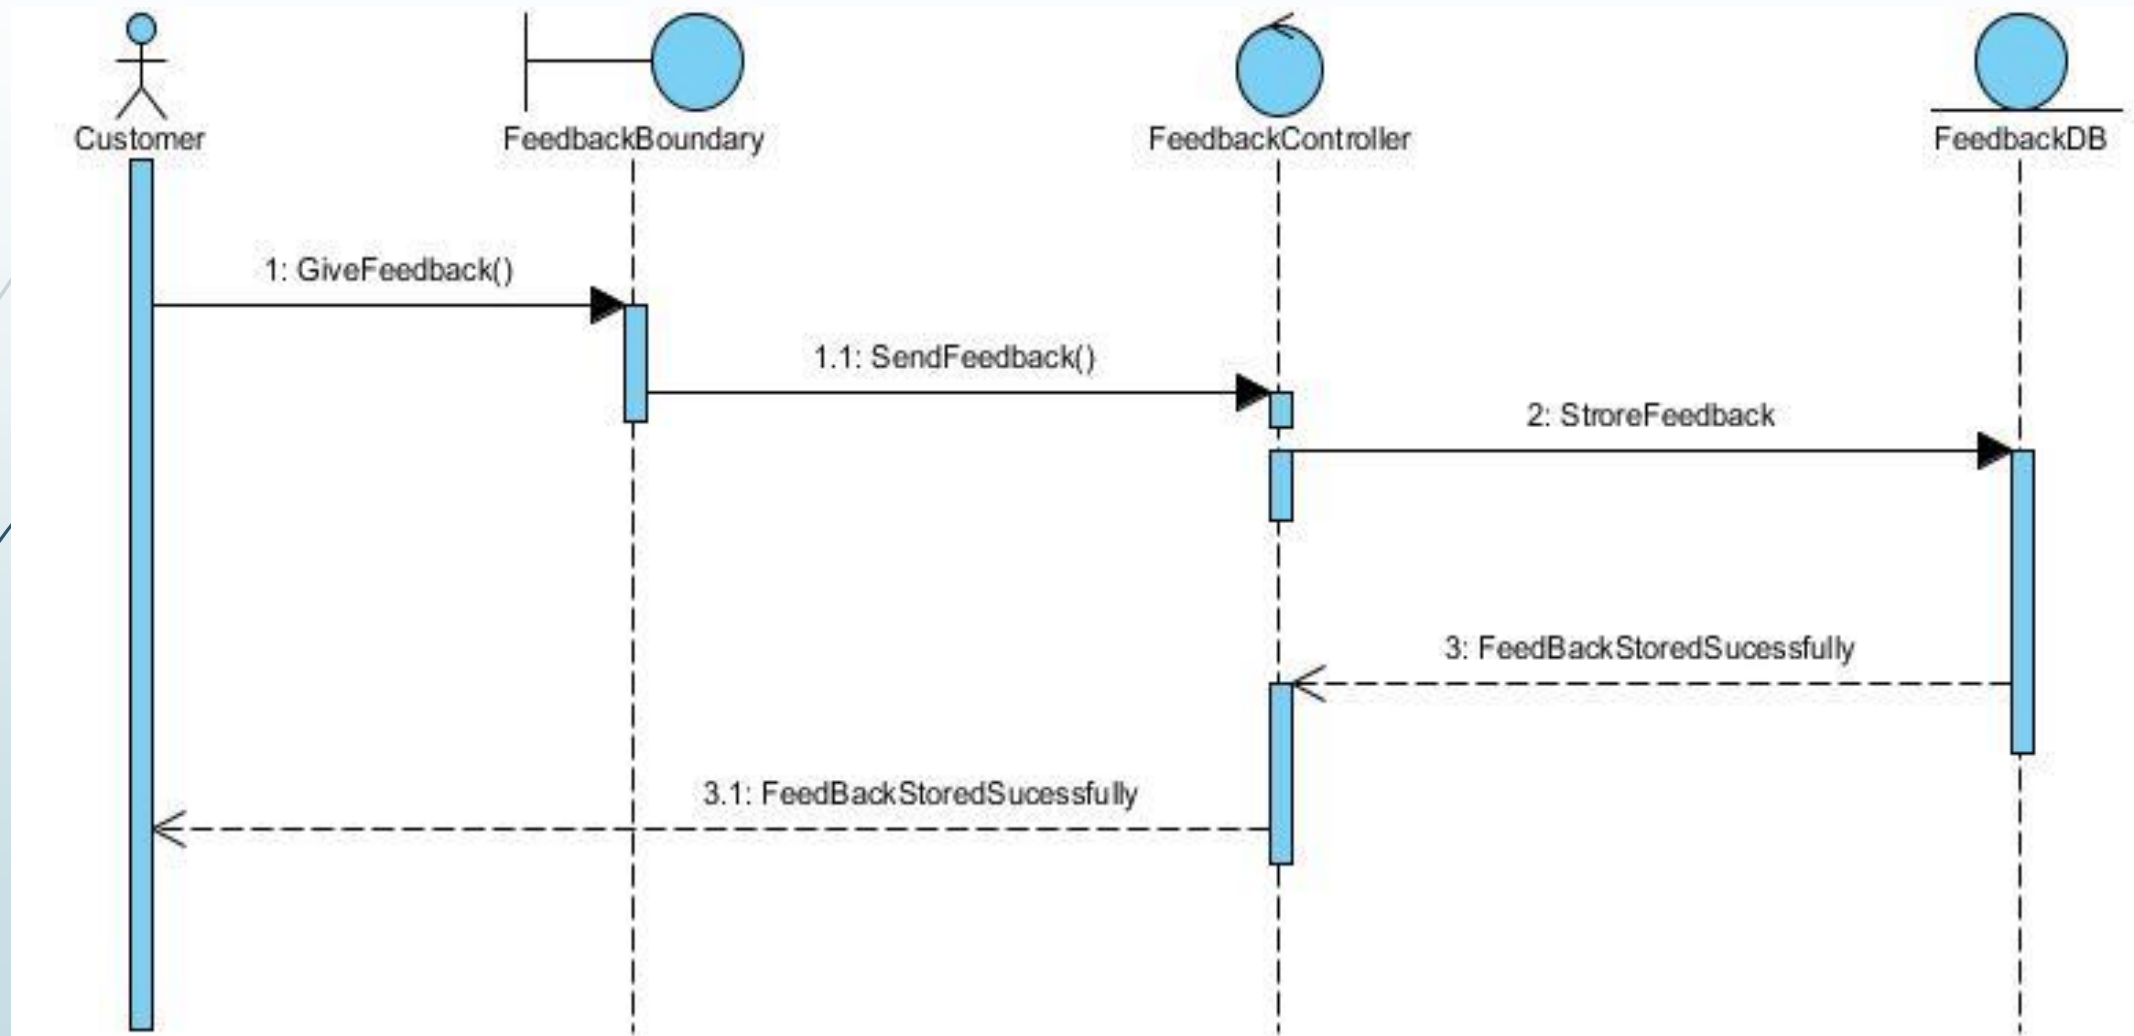 Customer
FeedbackBoundary
FeedbackController
FeedbackDB
1: GiveFeedback()
1.1: SendFeedback()
2: StroreFeedback
3: FeedBackStoredSucessfully
3.1: FeedBackStoredSucessfully